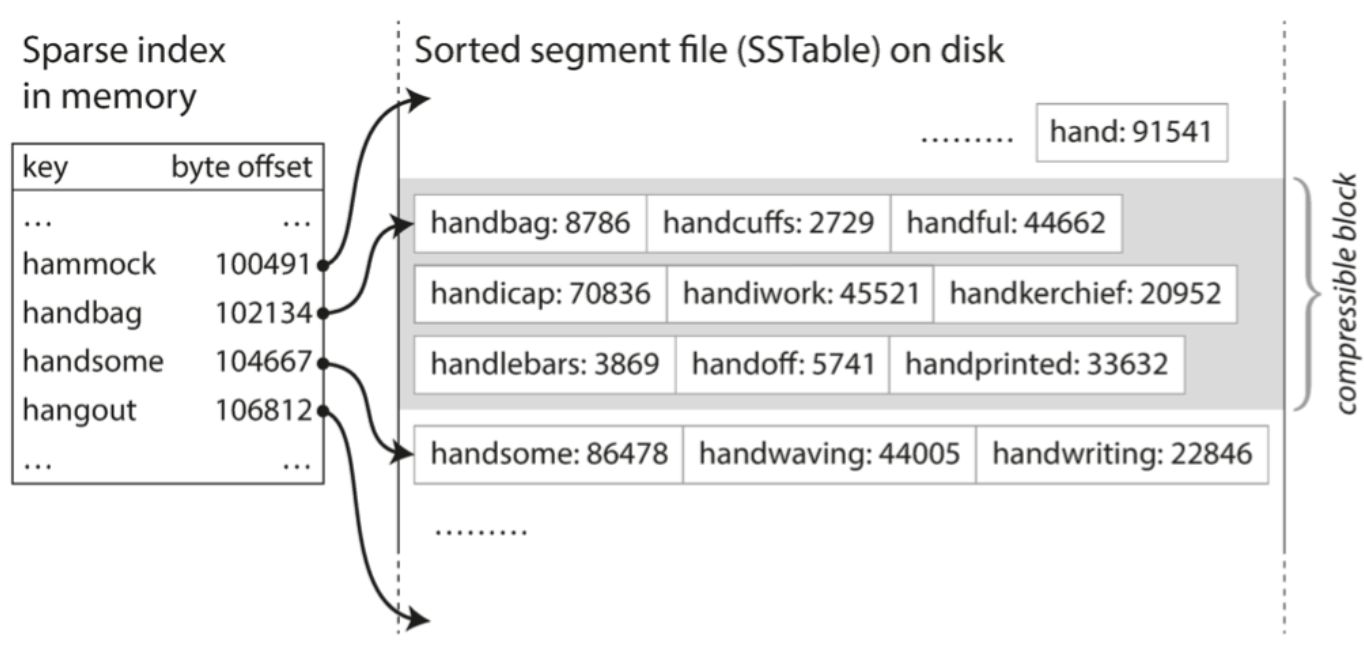 Sparse index
in memory
key byte offset
... ...
hammock 100491
handbag 102134
handsome 104667
hangout 106812
... ...
Sorted segment file (SSTable) on disk
......... hand: 91541
handbag: 8786 handcuffs: 2729 handful: 44662
handicap: 70836 handiwork: 45521 handkerchief: 20952
handlebars: 3869 handoff: 5741 handprinted: 33632
handsome: 86478 handwaving: 44005 handwriting: 22846
.........
compressible block